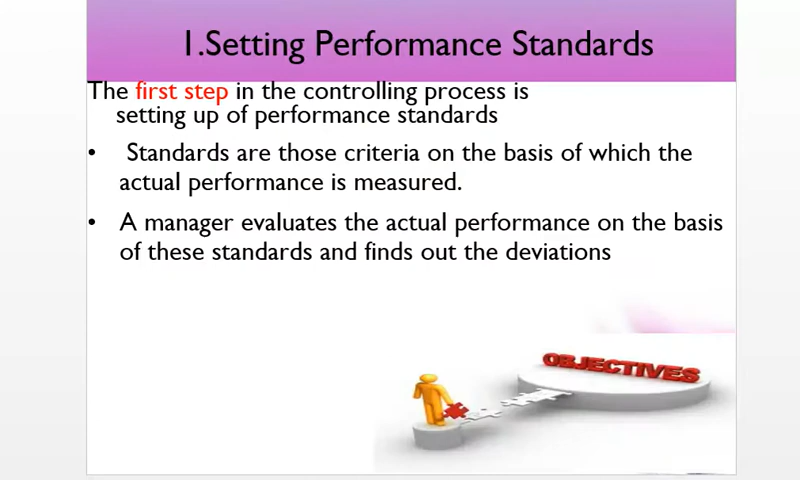 1.Setting Performance Standards
The first step in the controlling process is
setting up of performance standards
• Standards are those criteria on the basis of which the
actual performance is measured.
• A manager evaluates the actual performance on the basis
of these standards and finds out the deviations
OBJECTIVES